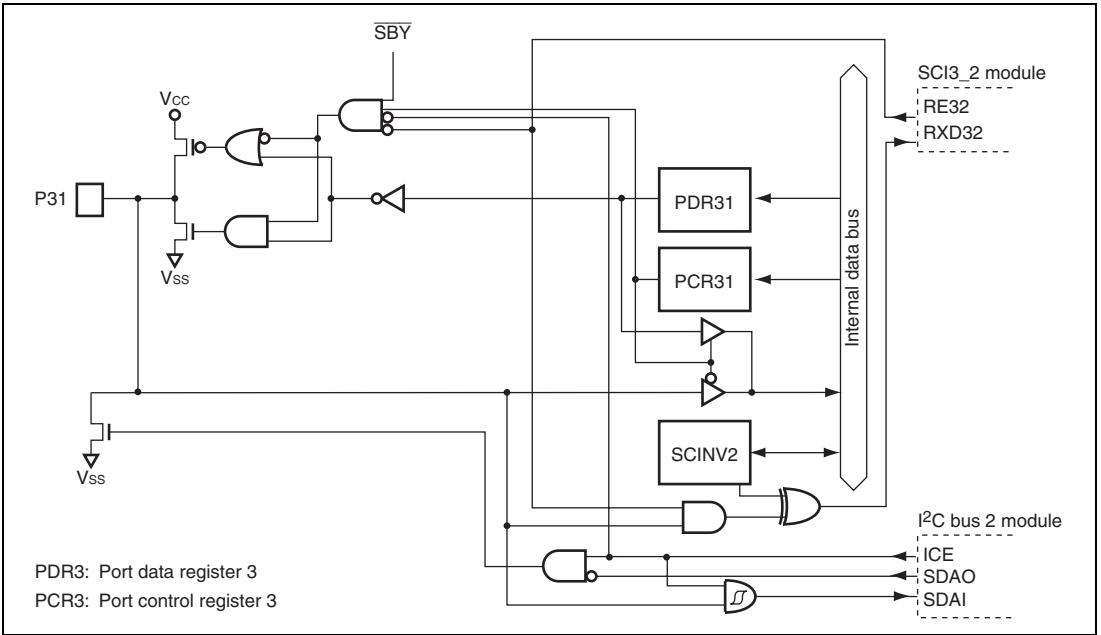 SBY
SCI3_2 module
VCC
RE32
RXD32
P31
PDR31
VSS
PCR31
Internal data bus
SCINV2
VSS
I2C bus 2 module
ICE
PDR3: Port data register 3
SDAO
PCR3: Port control register 3
SDAI